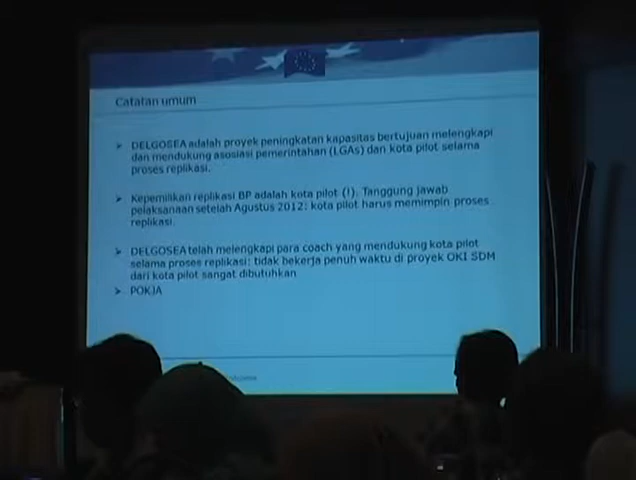 Catatan umum
➢ DELGOSEA adalah proyek peningkatan kapasitas bertujuan melengkapi
dan mendukung asosiasi pemerintahan (LGAs) dan kota pilot selama
proses replikasi.
➢ Kepemilikan replikasi BP adalah kota pilot (!). Tanggung jawab
pelaksanaan setelah Agustus 2012: kota pilot harus memimpin proses
replikasi.
➢ DELGOSEA telah melengkapi para coach yang mendukung kota pilot
selama proses replikasi: tidak bekerja penuh waktu di proyek OKI SDM
dari kota pilot sangat dibutuhkan
➢ POKJA